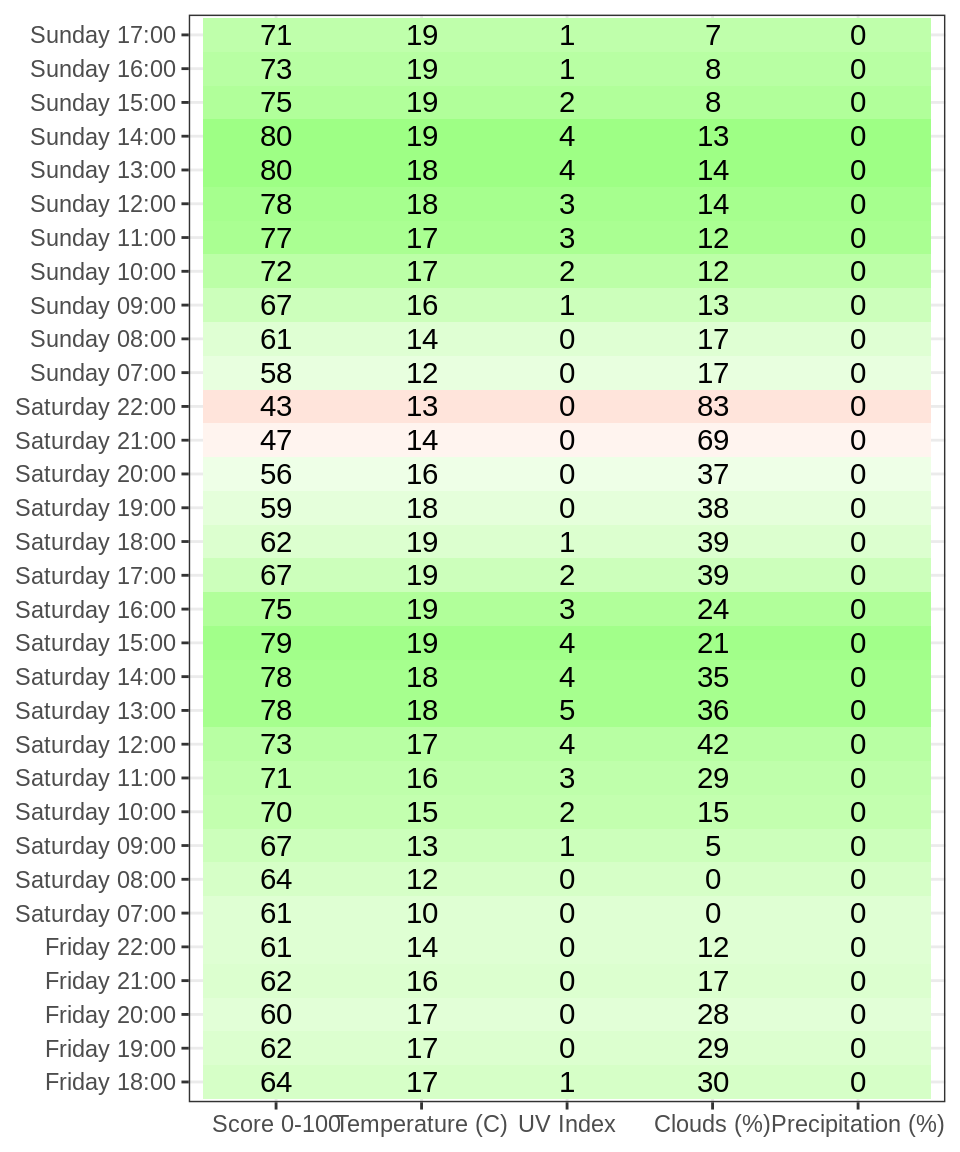 Sunday 17:00 71 19 1 7 0
Sunday 16:00 73 19 1 8 0
Sunday 15:00 75 19 2 8 0
Sunday 14:00 80 19 4 13 0
Sunday 13:00 80 18 4 14 0
Sunday 12:00 78 18 3 14 0
Sunday 11:00 77 17 3 12 0
Sunday 10:00 72 17 2 12 0
Sunday 09:00 67 16 1 13 0
Sunday 08:00 61 14 0 17 0
Sunday 07:00 58 12 0 17 0
Saturday 22:00 43 13 0 83 0
Saturday 21:00 47 14 0 69 0
Saturday 20:00 56 16 0 37 0
Saturday 19:00 59 18 0 38 0
Saturday 18:00 62 19 1 39 0
Saturday 17:00 67 19 2 39 0
Saturday 16:00 75 19 3 24 0
Saturday 15:00 79 19 4 21 0
Saturday 14:00 78 18 4 35 0
Saturday 13:00 78 18 5 36 0
Saturday 12:00 73 17 4 42 0
Saturday 11:00 71 16 3 29 0
Saturday 10:00 70 15 2 15 0
Saturday 09:00 67 13 1 5 0
Saturday 08:00 64 12 0 0 0
Saturday 07:00 61 10 0 0 0
Friday 22:00 61 14 0 12 0
Friday 21:00 62 16 0 17 0
Friday 20:00 60 17 0 28 0
Friday 19:00 62 17 0 29 0
Friday 18:00 64 17 1 30 0
Score 0-100 Temperature (C) UV Index Clouds (%) Precipitation (%)